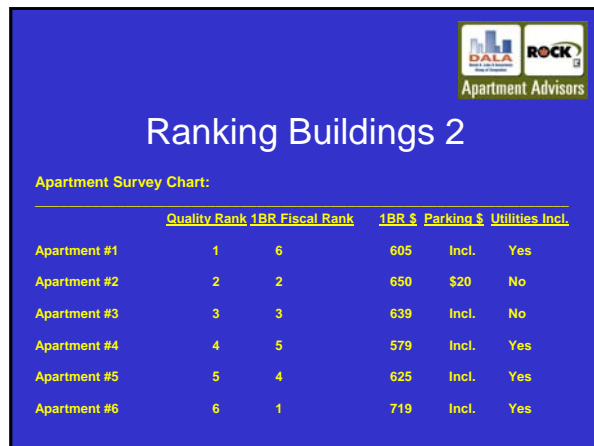 DALA
ROCK
Apartment Advisors
Ranking Buildings 2
Apartment Survey Chart:
Quality Rank 1BR Fiscal Rank 1BR $ Parking $ Utilities Incl.
Apartment #1 1 6 605 Incl. Yes
Apartment #2 2 2 650 $20 No
Apartment #3 3 3 639 Incl. No
Apartment #4 4 5 579 Incl. Yes
Apartment #5 5 4 625 Incl. Yes
Apartment #6 6 1 719 Incl. Yes